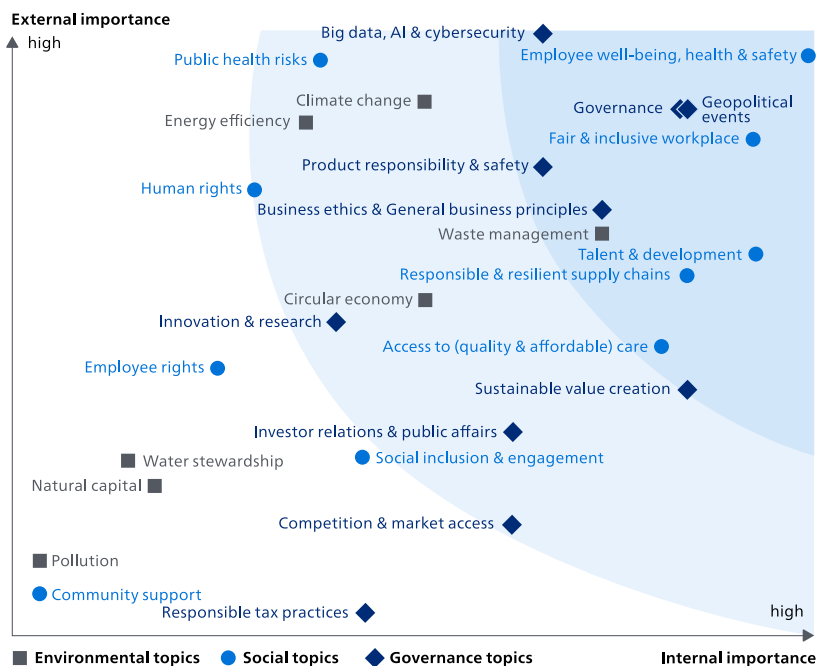 External importance
high
Big data, AI & cybersecurity
Public health risks
Employee well-being, health & safety
Climate change
Energy efficiency
Governance
Geopolitical
events
Fair & inclusive workplace
Product responsibility & safety
Human rights
Business ethics & General business principles
Waste management
Talent & development
Responsible & resilient supply chains
Circular economy
Innovation & research
Access to (quality & affordable) care
Employee rights
Sustainable value creation
Investor relations & public affairs
Water stewardship
Social inclusion & engagement
Natural capital
Competition & market access
Pollution
Community support
Responsible tax practices
high
Environmental topics
Social topics
Governance topics
Internal importance